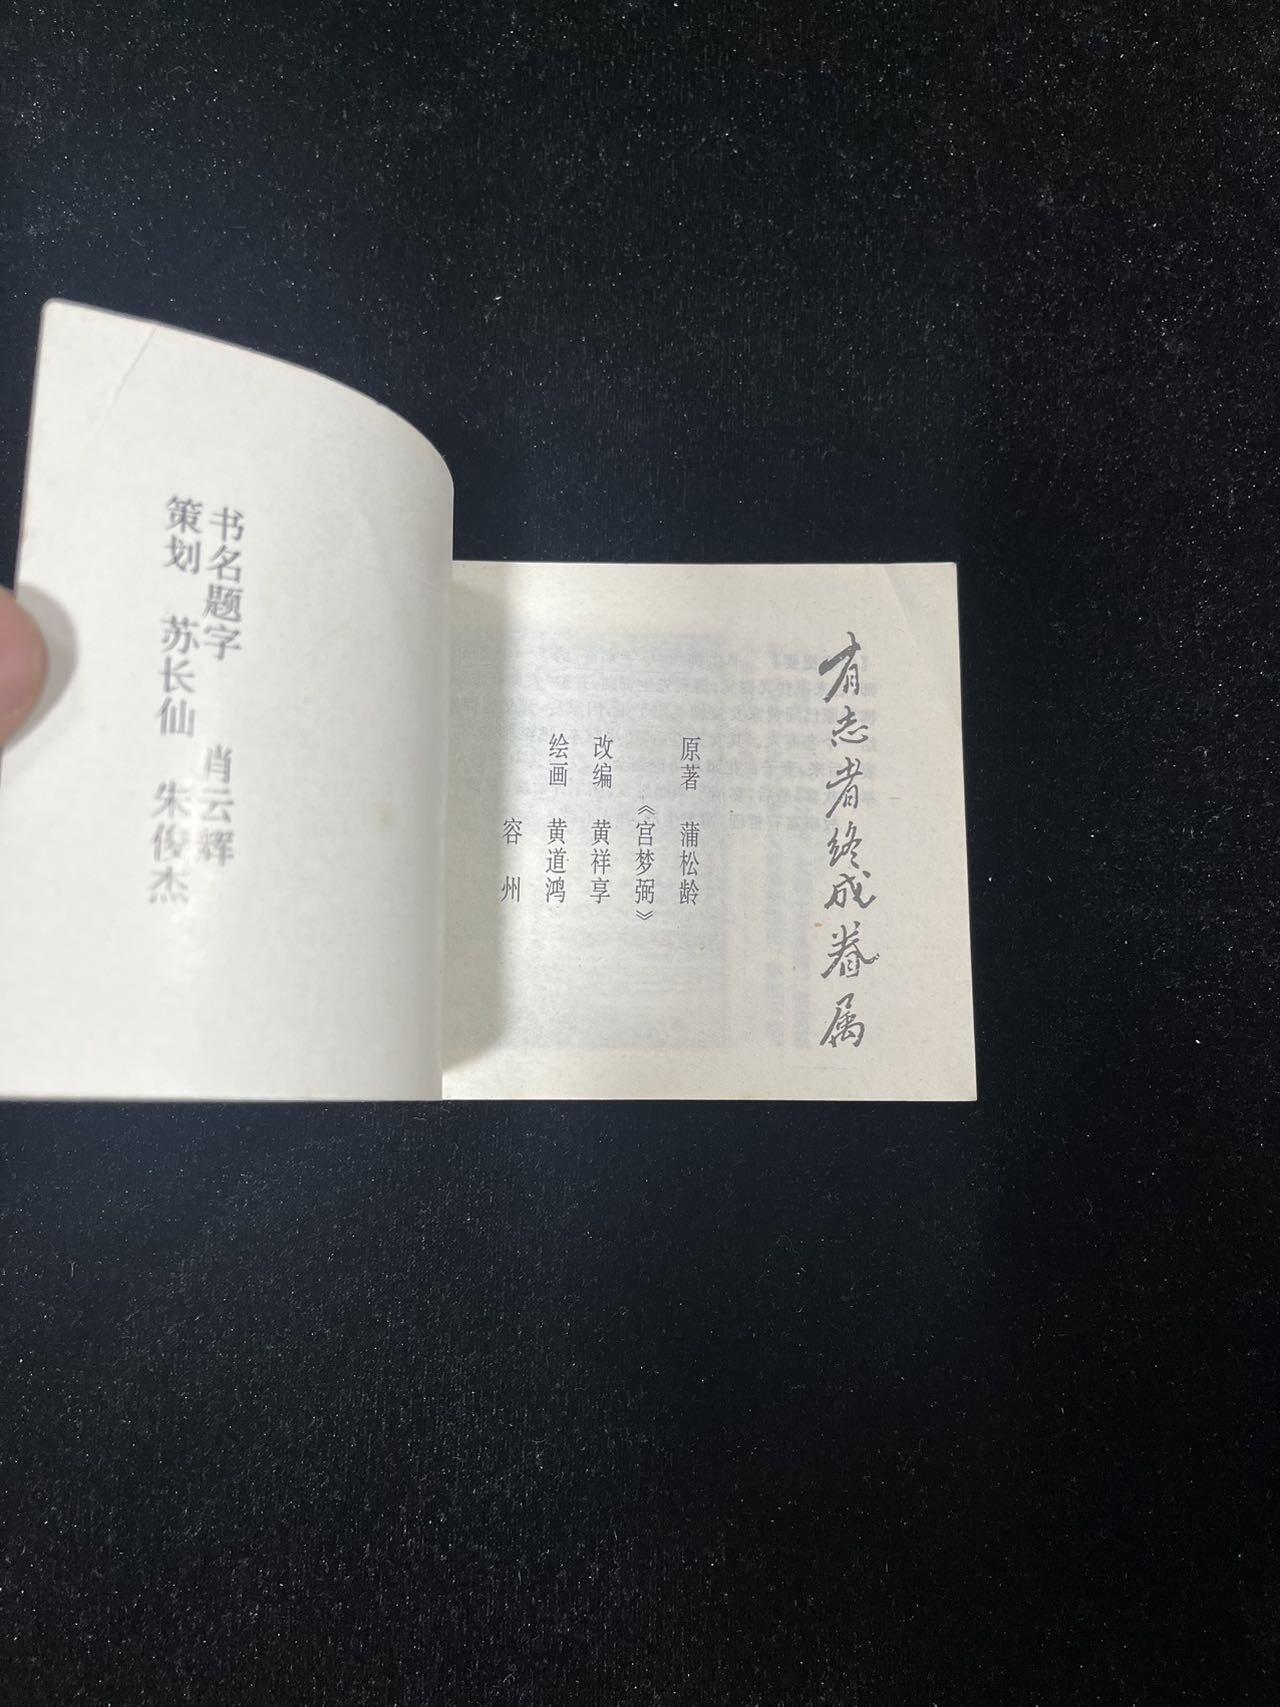 书名题字 肖云辉
策划 苏长仙 朱俊杰
有志者终成眷属
原著 蒲松龄
《宫梦弼》
改编 黄祥享
绘画 黄道鸿
容州